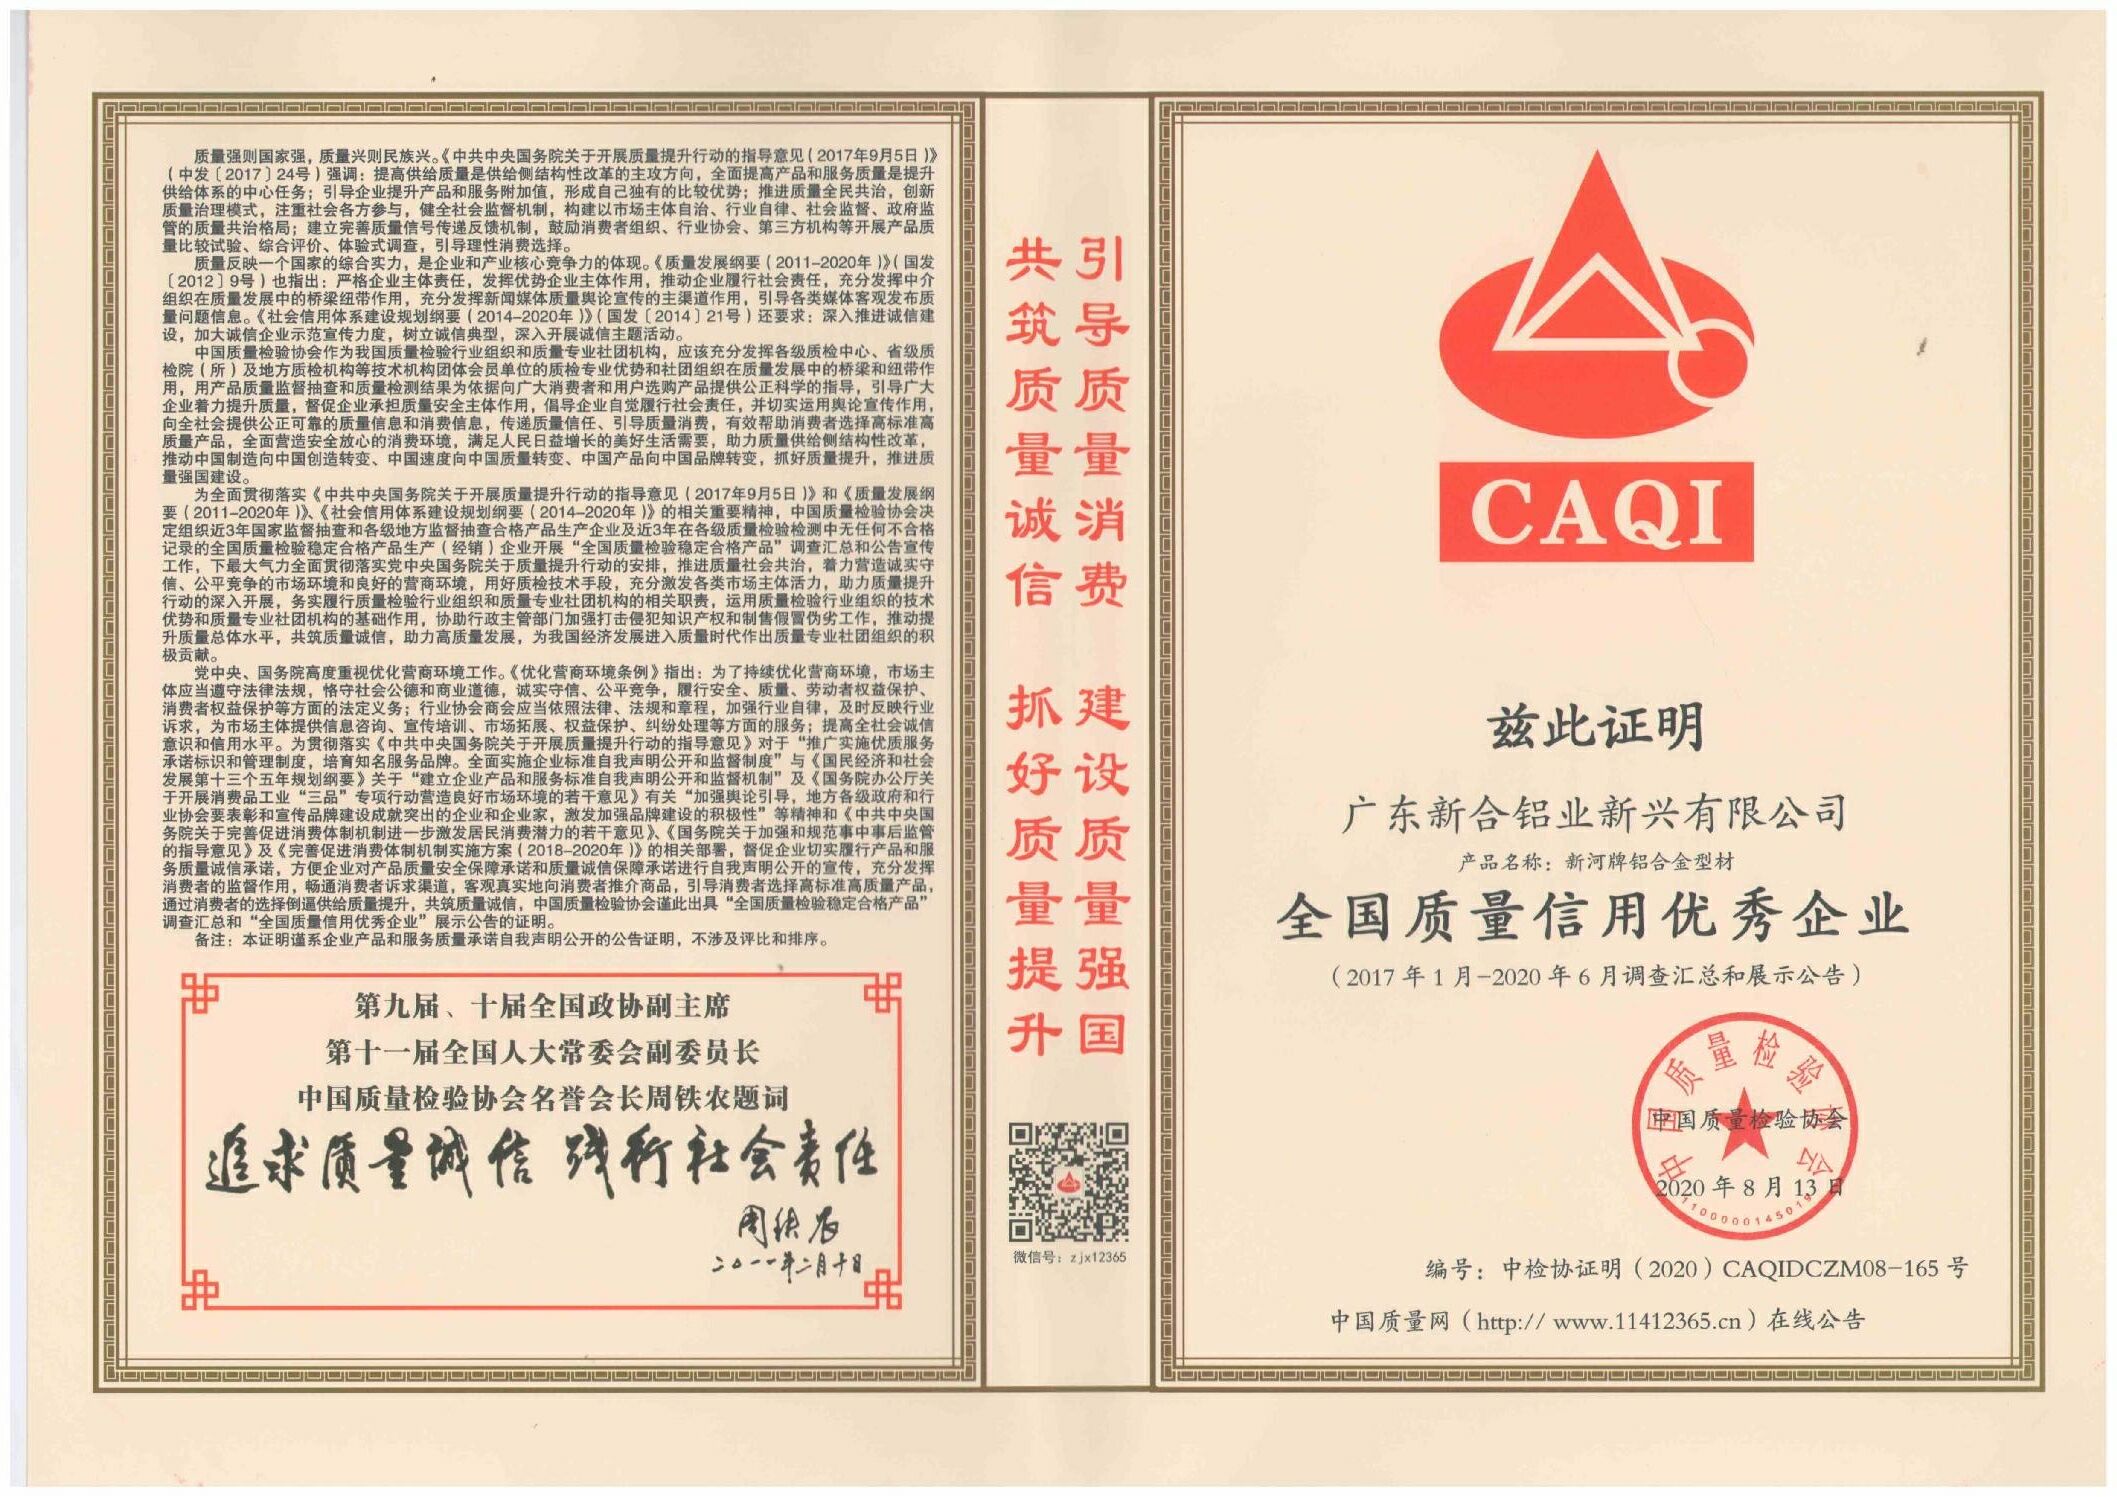 质量强则国家强，质量兴则民族兴。《中共中央国务院关于开展质量提升行动的指导意见（2017年9月5日）》
（中发〔2017〕24号）强调：提高供给质量是供给侧结构性改革的主攻方向，全面提高产品和服务质量是提升
供给体系的中心任务；引导企业提升产品和服务附加值，形成自己独有的比较优势；推进质量全民共治，创新
质量治理模式，注重社会各方参与，健全社会监督机制，构建以市场主体自治、行业自律、社会监督、政府监
管的质量共治格局；建立完善质量信号传递反馈机制，鼓励消费者组织、行业协会、第三方机构等开展产品质
量比较试验、综合评价、体验式调查，引导理性消费选择。
质量反映一个国家的综合实力，是企业和产业核心竞争力的体现。《质量发展纲要（2011-2020年）》（国发
〔2012〕9号）也指出：严格企业主体责任，发挥优势企业主体作用，推动企业履行社会责任，充分发挥中介
组织在质量发展中的桥梁纽带作用，充分发挥新闻媒体质量舆论宣传的主渠道作用，引导各类媒体客观发布质
量问题信息。《社会信用体系建设规划纲要（2014-2020年）》（国发〔2014〕21号）还要求：深入推进诚信建
设，加大诚信企业示范宣传力度，树立诚信典型，深入开展诚信主题活动。
中国质量检验协会作为我国质量检验行业组织和质量专业社团机构，应该充分发挥各级质检中心、省级质
检院（所）及地方质检机构等技术机构团体会员单位的质检专业优势和社团组织在质量发展中的桥梁和纽带作
用，用产品质量监督抽查和质量检测结果为依据向广大消费者和用户选购产品提供公正科学的指导，引导广大
企业着力提升质量，督促企业承担质量安全主体作用，倡导企业自觉履行社会责任，并切实运用舆论宣传作用，
向全社会提供公正可靠的质量信息和消费信息，传递质量信任、引导质量消费，有效帮助消费者选择高标准高
质量产品，全面营造安全放心的消费环境，满足人民日益增长的美好生活需要，助力质量供给侧结构性改革，
推动中国制造向中国创造转变、中国速度向中国质量转变、中国产品向中国品牌转变，抓好质量提升，推进质
量强国建设。
为全面贯彻落实《中共中央国务院关于开展质量提升行动的指导意见（2017年9月5日）》和《质量发展纲
要（2011-2020年）》、《社会信用体系建设规划纲要（2014-2020年）》的相关重要精神，中国质量检验协会决
定组织近3年国家监督抽查和各级地方监督抽查合格产品生产企业及近3年在各级质量检验检测中无任何不合格
记录的全国质量检验稳定合格产品生产（经销）企业开展“全国质量检验稳定合格产品”调查汇总和公告宣传
工作，下最大气力全面贯彻落实党中央国务院关于质量提升行动的安排，推进质量社会共治，着力营造诚实守
信、公平竞争的市场环境和良好的营商环境，用好质检技术手段，充分激发各类市场主体活力，助力质量提升
行动的深入开展，务实履行质量检验行业组织和质量专业社团机构的相关职责，运用质量检验行业组织的技术
优势和质量专业社团机构的基础作用，协助行政主管部门加强打击侵犯知识产权和制售假冒伪劣工作，推动提
升质量总体水平，共筑质量诚信，助力高质量发展，为我国经济发展进入质量时代作出质量专业社团组织的积
极贡献。
党中央、国务院高度重视优化营商环境工作。《优化营商环境条例》指出：为了持续优化营商环境，市场主
体应当遵守法律法规，恪守社会公德和商业道德，诚实守信、公平竞争，履行安全、质量、劳动者权益保护、
消费者权益保护等方面的法定义务；行业协会商会应当依照法律、法规和章程，加强行业自律，及时反映行业
诉求，为市场主体提供信息咨询、宣传培训、市场拓展、权益保护、纠纷处理等方面的服务；提高全社会诚信
意识和信用水平。为贯彻落实《中共中央国务院关于开展质量提升行动的指导意见》对于“推广实施优质服务
承诺标识和管理制度，培育知名服务品牌。全面实施企业标准自我声明公开和监督制度”与《国民经济和社会
发展第十三个五年规划纲要》关于“建立企业产品和服务标准自我声明公开和监督机制”及《国务院办公厅关
于开展消费品工业“三品”专项行动营造良好市场环境的若干意见》有关“加强舆论引导，地方各级政府和行
业协会要表彰和宣传品牌建设成就突出的企业和企业家，激发加强品牌建设的积极性”等精神和《中共中央国
务院关于完善促进消费体制机制进一步激发居民消费潜力的若干意见》、《国务院关于加强和规范事中事后监管
的指导意见》及《完善促进消费体制机制实施方案（2018-2020年）》的相关部署，督促企业切实履行产品和服
务质量诚信承诺，方便企业对产品质量安全保障承诺和质量诚信保障承诺进行自我声明公开的宣传，充分发挥
消费者的监督作用，畅通消费者诉求渠道，客观真实地向消费者推介商品，引导消费者选择高标准高质量产品，
通过消费者的选择倒逼供给质量提升，共筑质量诚信，中国质量检验协会谨此出具“全国质量检验稳定合格产品”
调查汇总和“全国质量信用优秀企业”展示公告的证明。
备注：本证明谨系企业产品和服务质量承诺自我声明公开的公告证明，不涉及评比和排序。
第九届、十届全国政协副主席
第十一届全国人大常委会副委员长
中国质量检验协会名誉会长周铁农题词
追求质量诚信 践行社会责任
周铁农
二〇一一年二月十日
引导质量消费 建设质量强国
共筑质量诚信 抓好质量提升
微信号：zjx12365
CAQI
兹此证明
广东新合铝业新兴有限公司
产品名称：新河牌铝合金型材
全国质量信用优秀企业
（2017年1月-2020年6月调查汇总和展示公告）
中国质量检验协会
中国质量检验协会
2020年8月13日
1100000145019
编号：中检协证明（2020）CAQIDCZM08-165号
中国质量网（http:// www.11412365.cn）在线公告